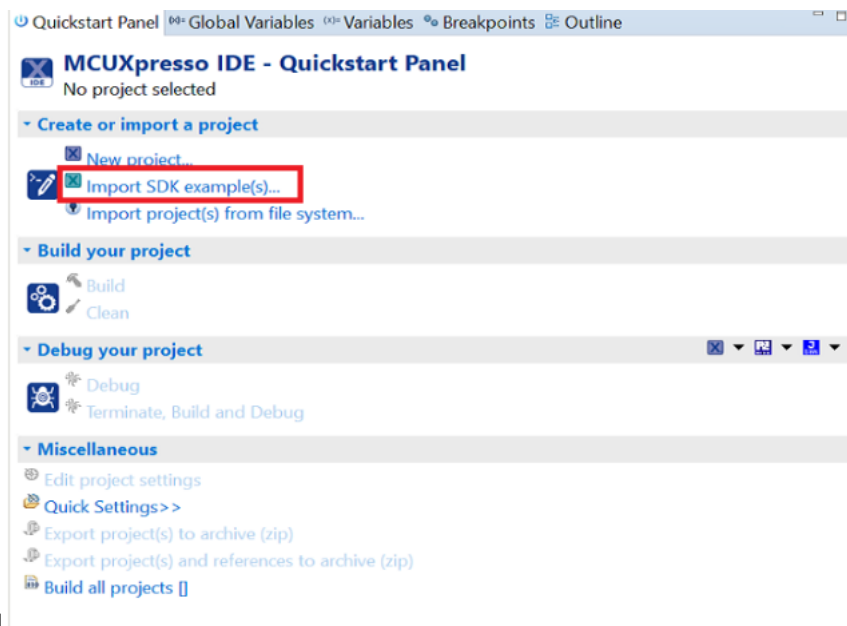 Quickstart Panel Global Variables (x)= Variables Breakpoints Outline
IDE
MCUXpresso IDE - Quickstart Panel
No project selected
Create or import a project
New project...
Import SDK example(s)...
Import project(s) from file system...
Build your project
Build
Clean
Debug your project
Debug
Terminate, Build and Debug
Miscellaneous
Edit project settings
Quick Settings>>
Export project(s) to archive (zip)
Export project(s) and references to archive (zip)
Build all projects []